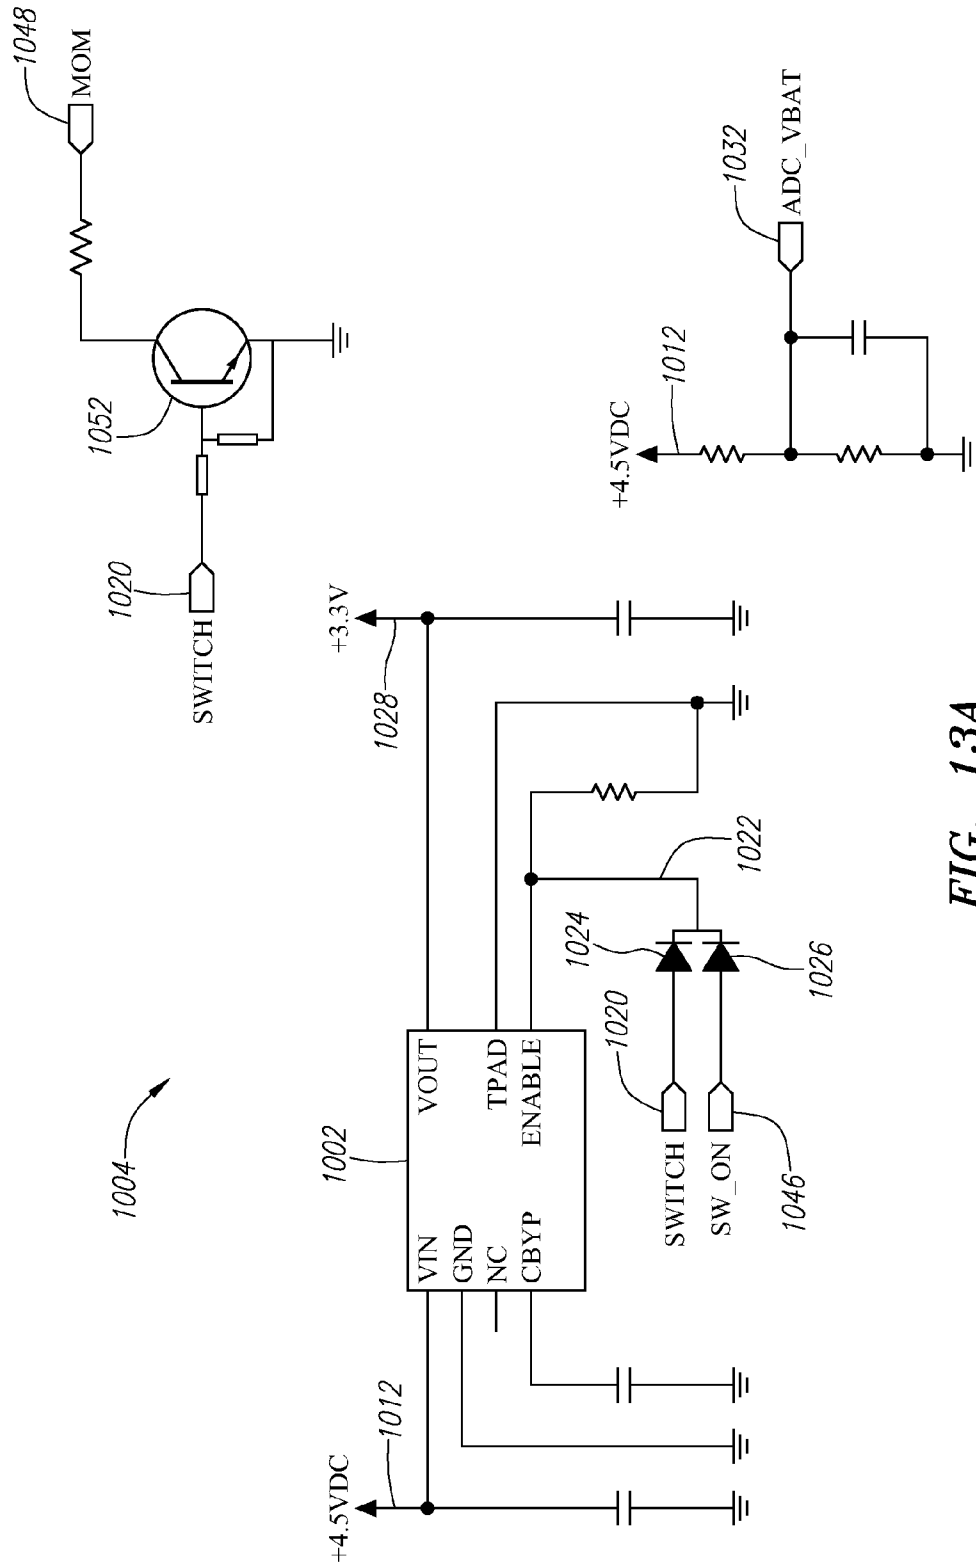 1004
+4.5VDC
1012
1002
VIN
GND
NC
CBYP
VOUT
TPAD
ENABLE
+3.3V
1028
SWITCH
1020
1024
SW_ON
1046
1026
1022
SWITCH
1020
1052
MOM
1048
+4.5VDC
1012
ADC_VBAT
1032
FIG. 13A